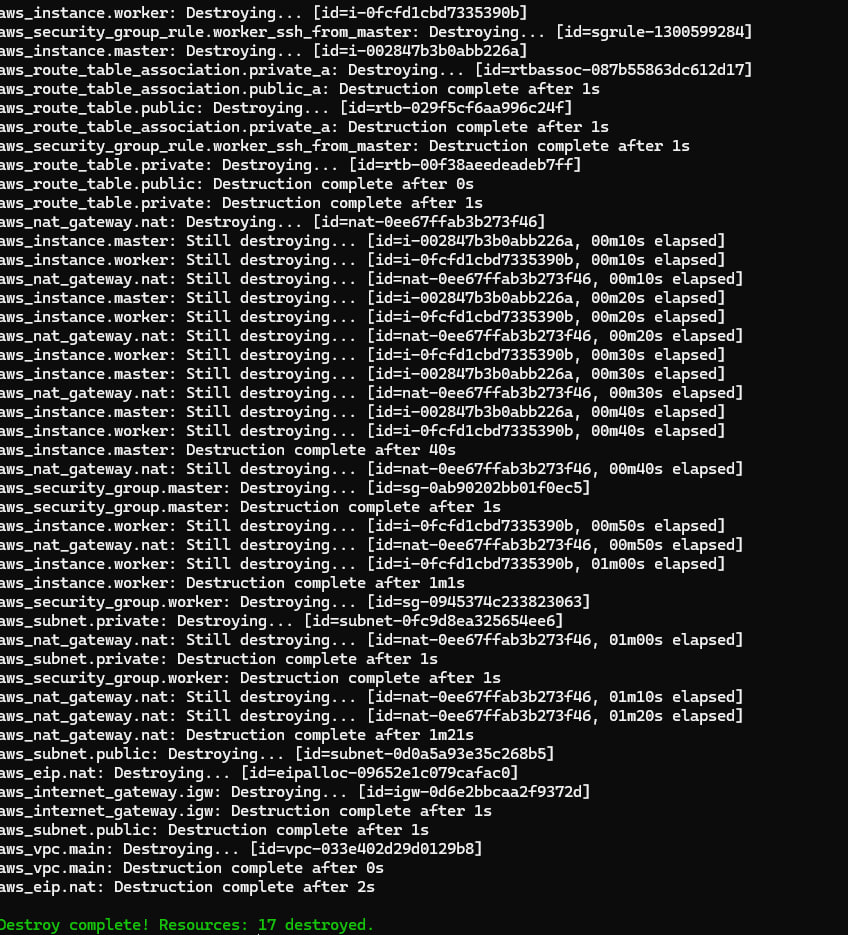 aws_instance.worker: Destroying... [id=i-0fcfd1cbd7335390b]
aws_security_group_rule.worker_ssh_from_master: Destroying... [id=sgrule-1300599284]
aws_instance.master: Destroying... [id=i-002847b3b0abb226a]
aws_route_table_association.private_a: Destroying... [id=rtbassoc-087b55863dc612d17]
aws_route_table_association.public_a: Destruction complete after 1s
aws_route_table.public: Destroying... [id=rtb-029f5cf6aa996c24f]
aws_route_table_association.private_a: Destruction complete after 1s
aws_security_group_rule.worker_ssh_from_master: Destruction complete after 1s
aws_route_table.private: Destroying... [id=rtb-00f38aeedeadeb7ff]
aws_route_table.public: Destruction complete after 0s
aws_route_table.private: Destruction complete after 1s
aws_nat_gateway.nat: Destroying... [id=nat-0ee67ffab3b273f46]
aws_instance.master: Still destroying... [id=i-002847b3b0abb226a, 00m10s elapsed]
aws_instance.worker: Still destroying... [id=i-0fcfd1cbd7335390b, 00m10s elapsed]
aws_nat_gateway.nat: Still destroying... [id=nat-0ee67ffab3b273f46, 00m10s elapsed]
aws_instance.master: Still destroying... [id=i-002847b3b0abb226a, 00m20s elapsed]
aws_instance.worker: Still destroying... [id=i-0fcfd1cbd7335390b, 00m20s elapsed]
aws_nat_gateway.nat: Still destroying... [id=nat-0ee67ffab3b273f46, 00m20s elapsed]
aws_instance.worker: Still destroying... [id=i-0fcfd1cbd7335390b, 00m30s elapsed]
aws_instance.master: Still destroying... [id=i-002847b3b0abb226a, 00m30s elapsed]
aws_nat_gateway.nat: Still destroying... [id=nat-0ee67ffab3b273f46, 00m30s elapsed]
aws_instance.master: Still destroying... [id=i-002847b3b0abb226a, 00m40s elapsed]
aws_instance.worker: Still destroying... [id=i-0fcfd1cbd7335390b, 00m40s elapsed]
aws_instance.master: Destruction complete after 40s
aws_nat_gateway.nat: Still destroying... [id=nat-0ee67ffab3b273f46, 00m40s elapsed]
aws_security_group.master: Destroying... [id=sg-0ab90202bb01f0ec5]
aws_security_group.master: Destruction complete after 1s
aws_instance.worker: Still destroying... [id=i-0fcfd1cbd7335390b, 00m50s elapsed]
aws_nat_gateway.nat: Still destroying... [id=nat-0ee67ffab3b273f46, 00m50s elapsed]
aws_instance.worker: Still destroying... [id=i-0fcfd1cbd7335390b, 01m00s elapsed]
aws_instance.worker: Destruction complete after 1m1s
aws_security_group.worker: Destroying... [id=sg-0945374c233823063]
aws_subnet.private: Destroying... [id=subnet-0fc9d8ea325654ee6]
aws_nat_gateway.nat: Still destroying... [id=nat-0ee67ffab3b273f46, 01m00s elapsed]
aws_subnet.private: Destruction complete after 1s
aws_security_group.worker: Destruction complete after 1s
aws_nat_gateway.nat: Still destroying... [id=nat-0ee67ffab3b273f46, 01m10s elapsed]
aws_nat_gateway.nat: Still destroying... [id=nat-0ee67ffab3b273f46, 01m20s elapsed]
aws_nat_gateway.nat: Destruction complete after 1m21s
aws_subnet.public: Destroying... [id=subnet-0d0a5a93e35c268b5]
aws_eip.nat: Destroying... [id=eipalloc-09652e1c079cafac0]
aws_internet_gateway.igw: Destroying... [id=igw-0d6e2bbcaa2f9372d]
aws_internet_gateway.igw: Destruction complete after 1s
aws_subnet.public: Destruction complete after 1s
aws_vpc.main: Destroying... [id=vpc-033e402d29d0129b8]
aws_vpc.main: Destruction complete after 0s
aws_eip.nat: Destruction complete after 2s
Destroy complete! Resources: 17 destroyed.